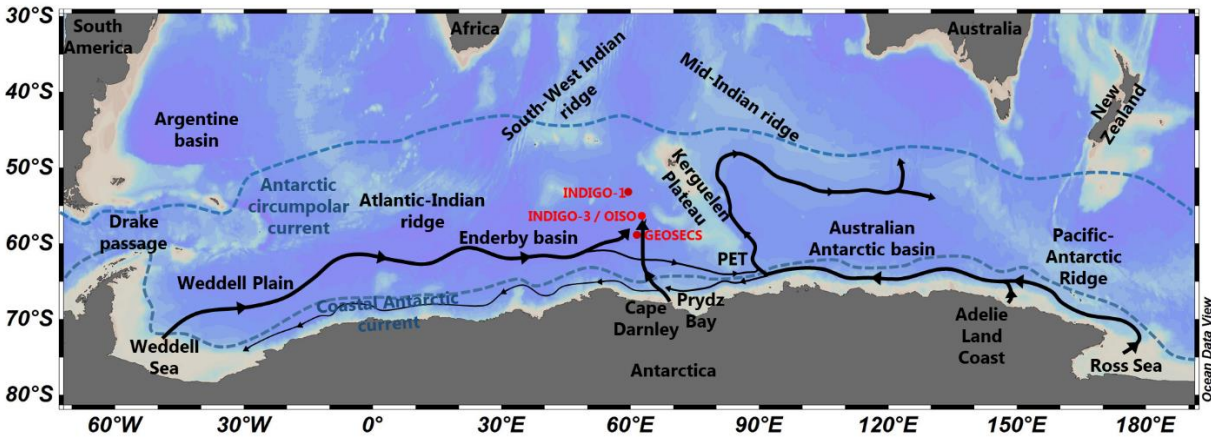 30°S
40°S
50°S
60°S
70°S
80°S
South
America
Africa
Australia
South-West Indian
ridge
Mid-Indian ridge
New
Zealand
Argentine
basin
Kerguelen
Plateau
INDIGO-1
INDIGO-3 / OISO
GEOSECS
Antarctic
circumpolar
current
Atlantic-Indian
ridge
Drake
passage
Enderby basin
PET
Australian
Antarctic basin
Pacific-
Antarctic
Ridge
Weddell Plain
Coastal Antarctic
current
Weddell
Sea
Cape
Darnley
Prydz
Bay
Adelie
Land
Coast
Ross Sea
Antarctica
Ocean Data View
60°W
30°W
0°
30°E
60°E
90°E
120°E
150°E
180°E